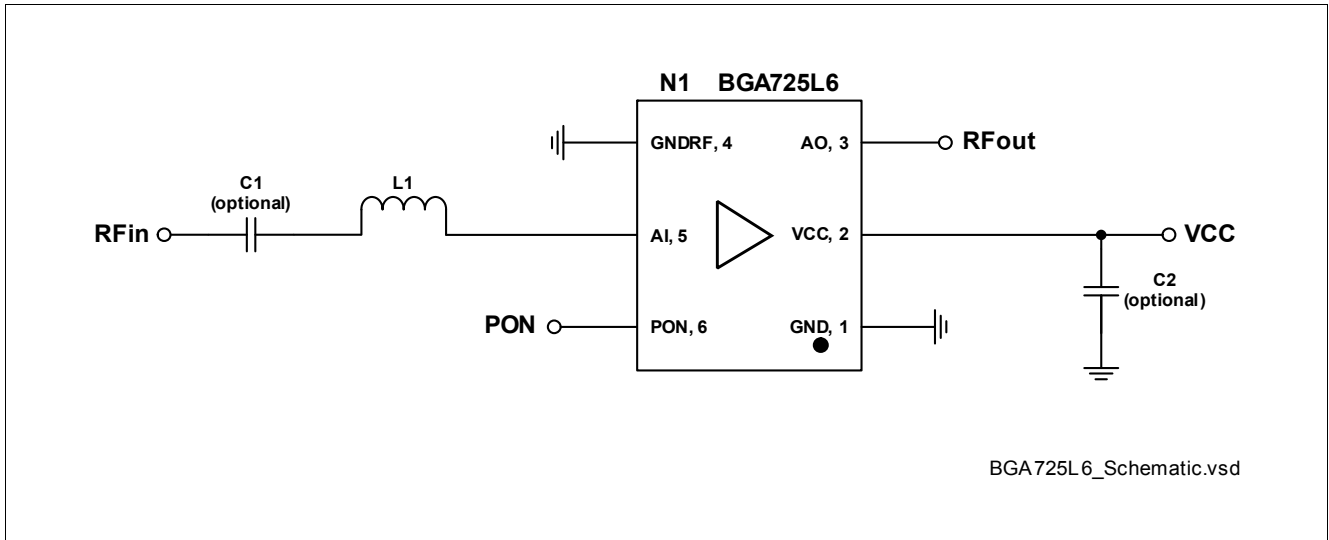 N1 BGA725L6
GNDRF, 4
AO, 3
RFout
C1
(optional)
L1
RFin
AI, 5
VCC, 2
VCC
C2
(optional)
PON
PON, 6
GND, 1
BGA725L6_Schematic.vsd